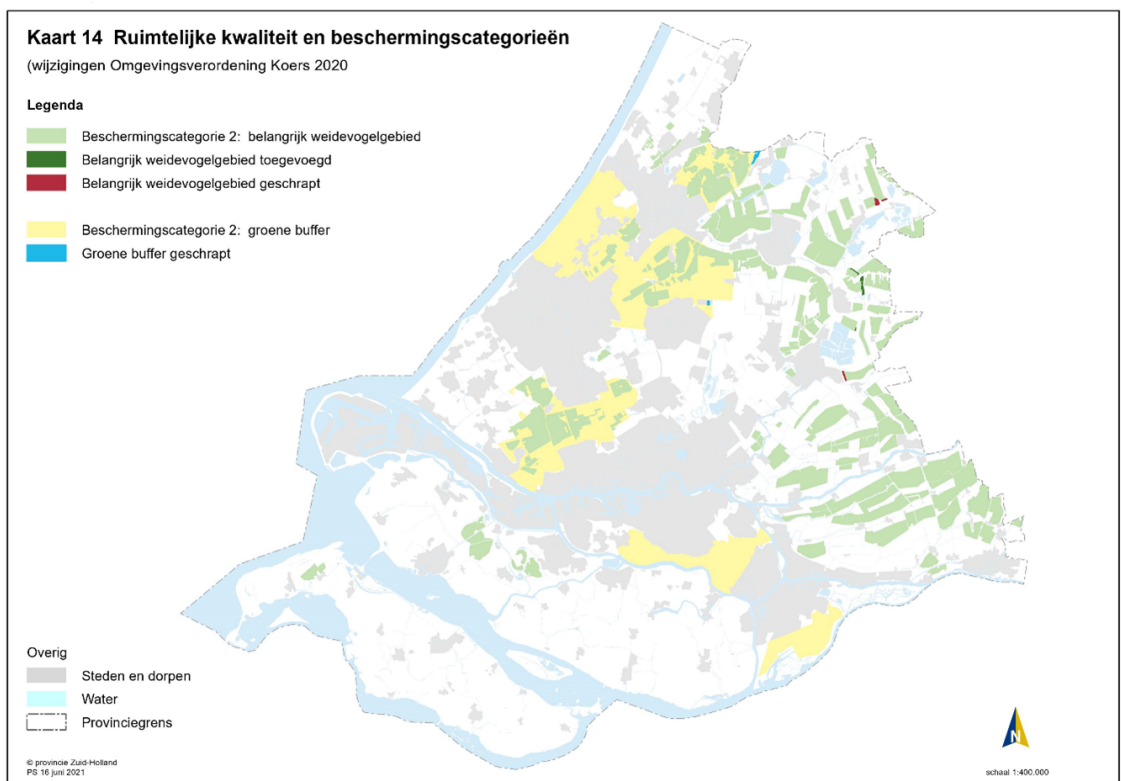 Kaart 14 Ruimtelijke kwaliteit en beschermingscategorieën
(wijzigingen Omgevingsverordening Koers 2020
Legenda
Beschermingscategorie 2: belangrijk weidevogelgebied
Belangrijk weidevogelgebied toegevoegd
Belangrijk weidevogelgebied geschrapt
Beschermingscategorie 2: groene buffer
Groene buffer geschrapt
Overig
Steden en dorpen
Water
Provinciegrens
© provincie Zuid-Holland
PS 16 juni 2021
N
schaal 1:400.000